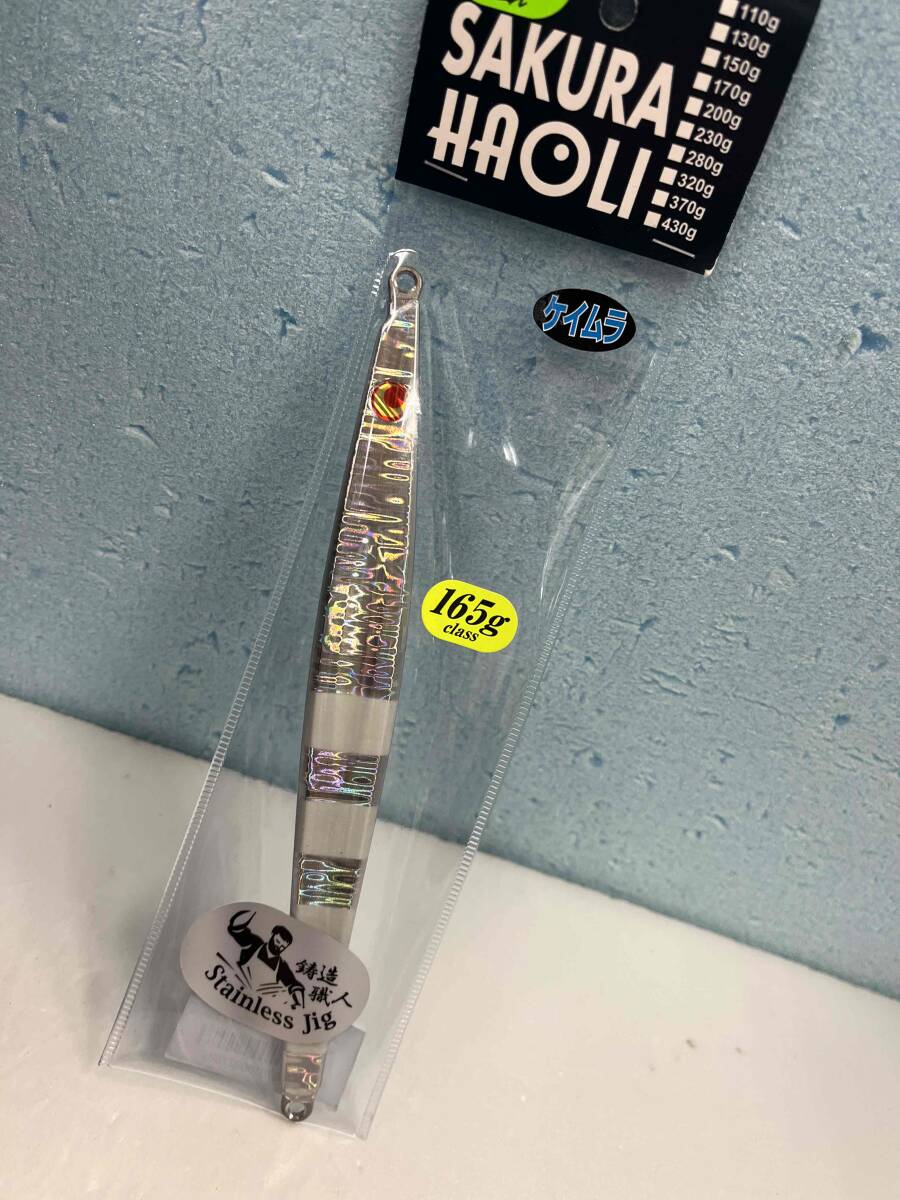 SAKURA
HAOLI
110g
130g
150g
170g
200g
230g
280g
320g
370g
430g
ケイムラ
165g
class
鋳造
職人
Stainless Jig